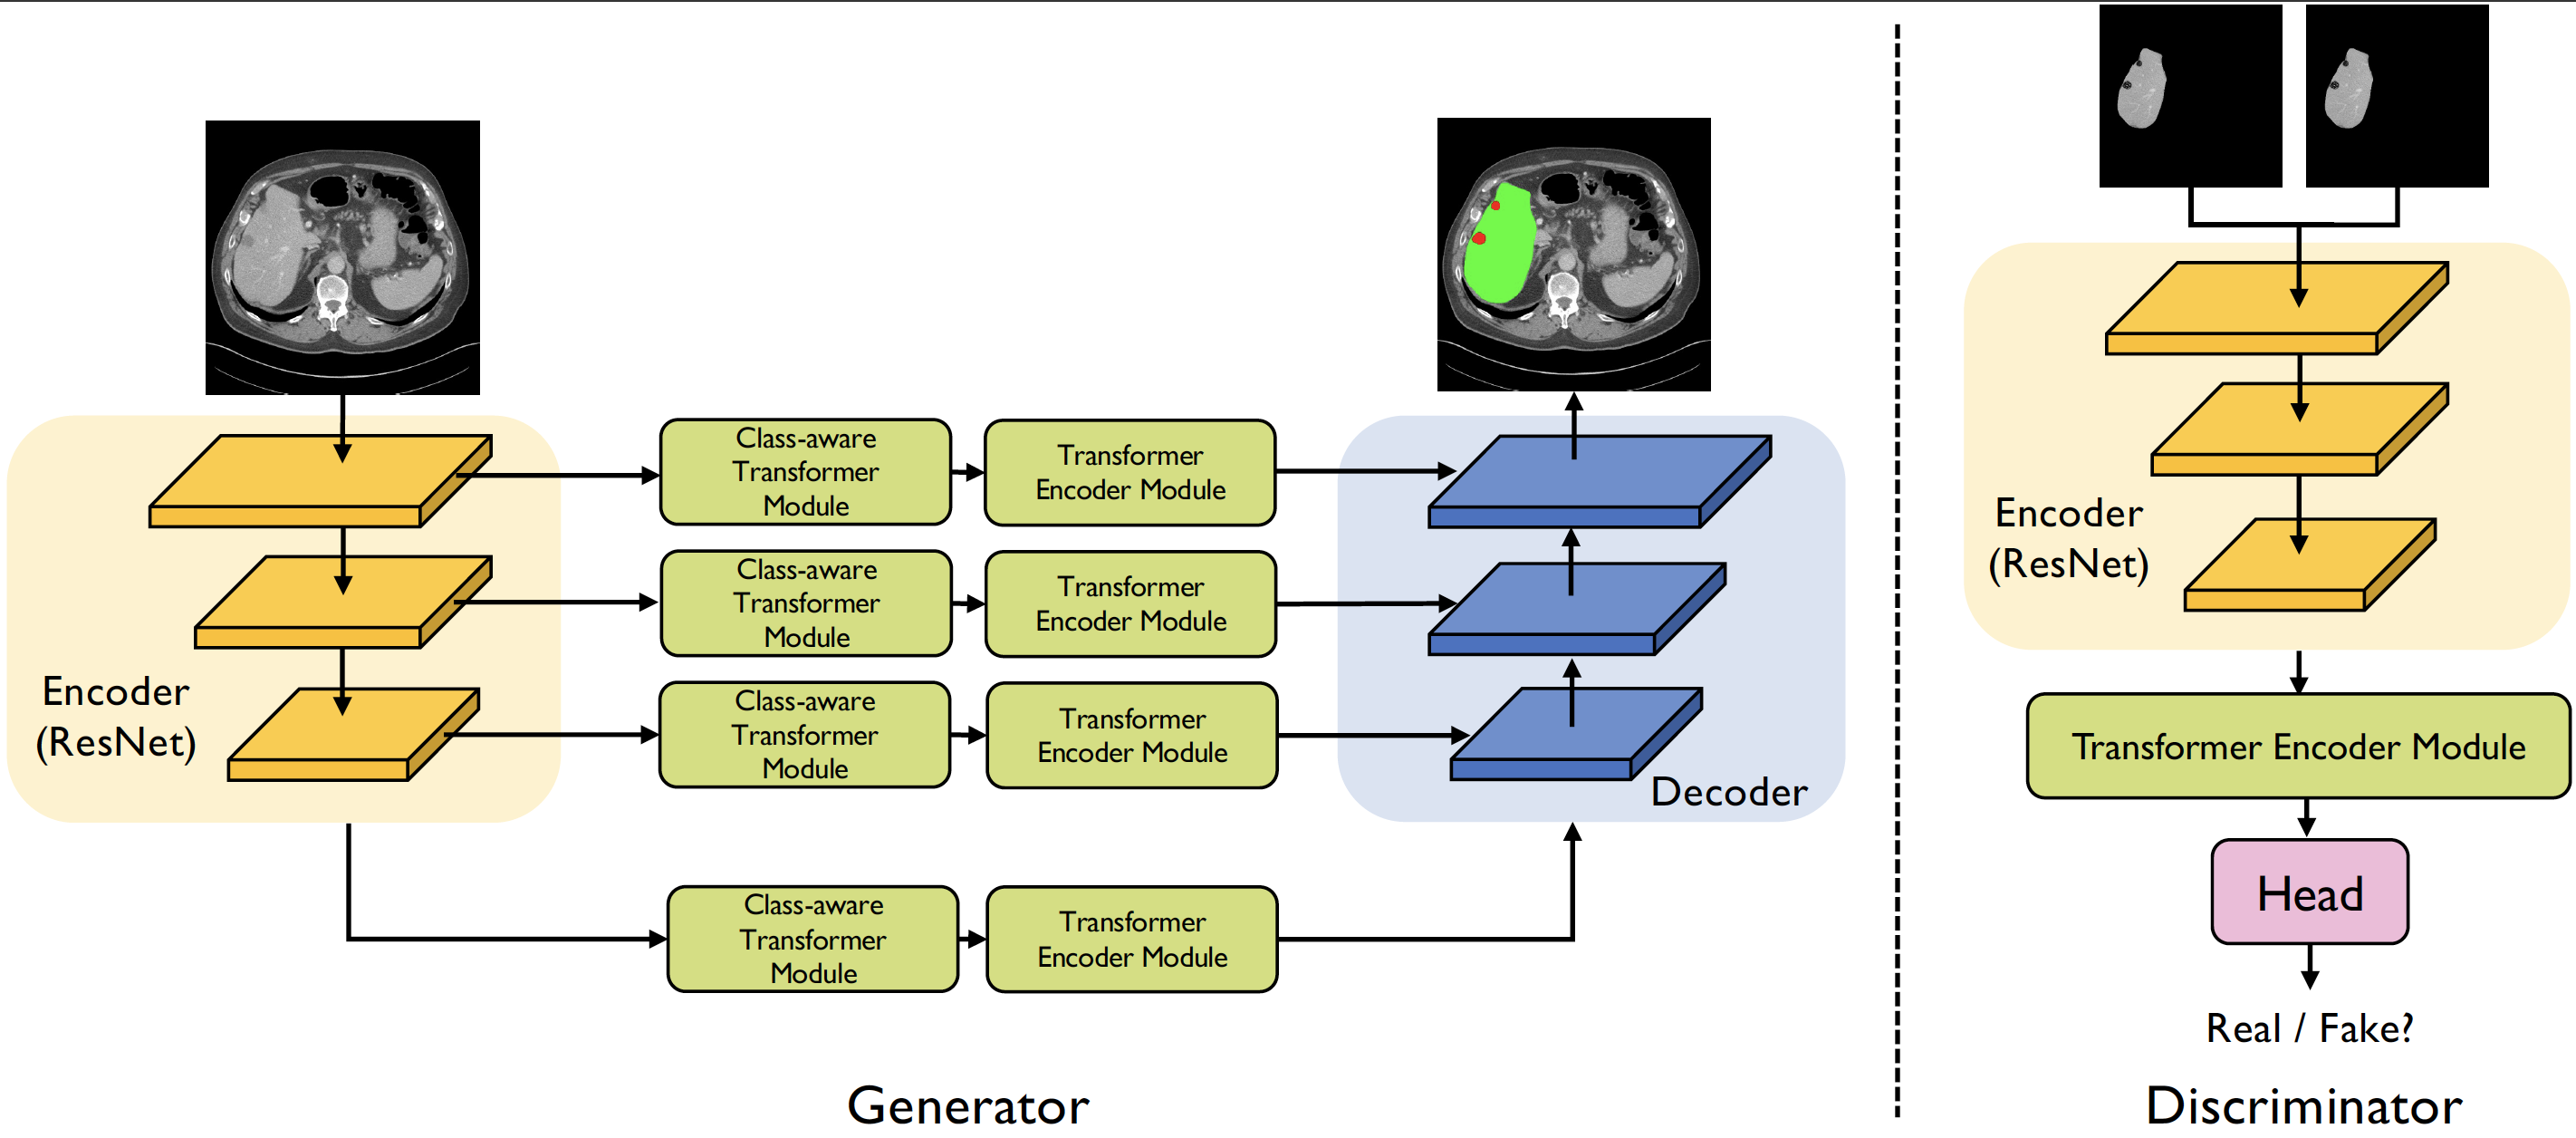 Class-aware
Transformer
Module
Transformer
Encoder Module
Class-aware
Transformer
Module
Transformer
Encoder Module
Class-aware
Transformer
Module
Transformer
Encoder Module
Encoder
(ResNet)
Decoder
Class-aware
Transformer
Module
Transformer
Encoder Module
Generator
Encoder
(ResNet)
Transformer Encoder Module
Head
Real / Fake?
Discriminator